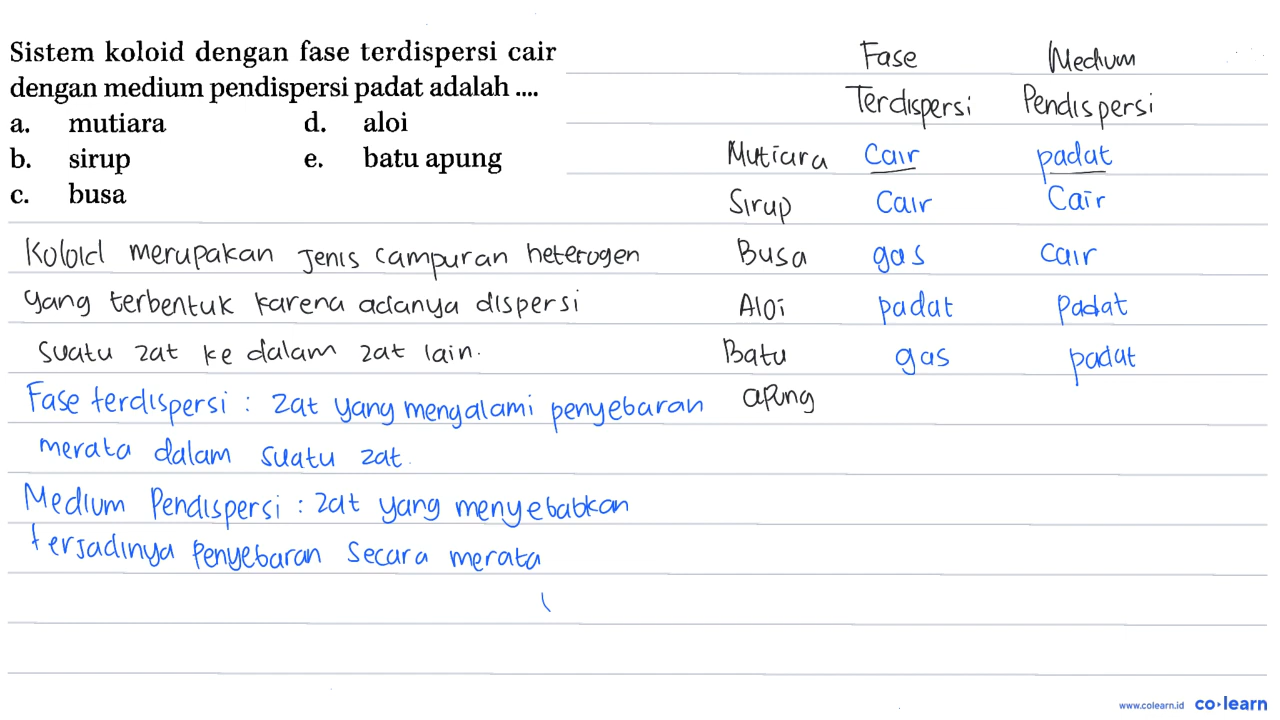 Sistem koloid dengan fase terdispersi cair
dengan medium pendispersi padat adalah ....
a. mutiara d. aloi
b. sirup e. batu apung
c. busa
Koloid merupakan jenis campuran heterogen
yang terbentuk karena adanya dispersi
suatu zat ke dalam zat lain.
Fase terdispersi : zat yang mengalami penyebaran
merata dalam suatu zat.
Medium Pendispersi : zat yang menyebabkan
terjadinya penyebaran secara merata
Fase Medium
Terdispersi Pendispersi
Mutiara Cair padat
Sirup Cair Cair
Busa gas cair
Aloi padat Padat
Batu gas padat
apung
www.colearn.id co·learn